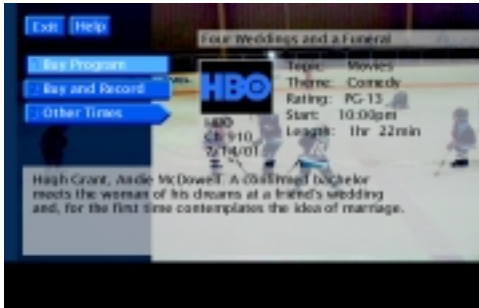 Exit Help
Four Weddings and a Funeral
Buy Program
Buy and Record
Other Times
HBO
Topic: Movies
Theme: Comedy
Rating: PG-13
Start: 10:00pm
Length: 1hr 22min
HBO
Ch 910
7/14/01
Hugh Grant, Andie McDowell. A confirmed bachelor
meets the woman of his dreams at a friend's wedding
and, for the first time contemplates the idea of marriage.